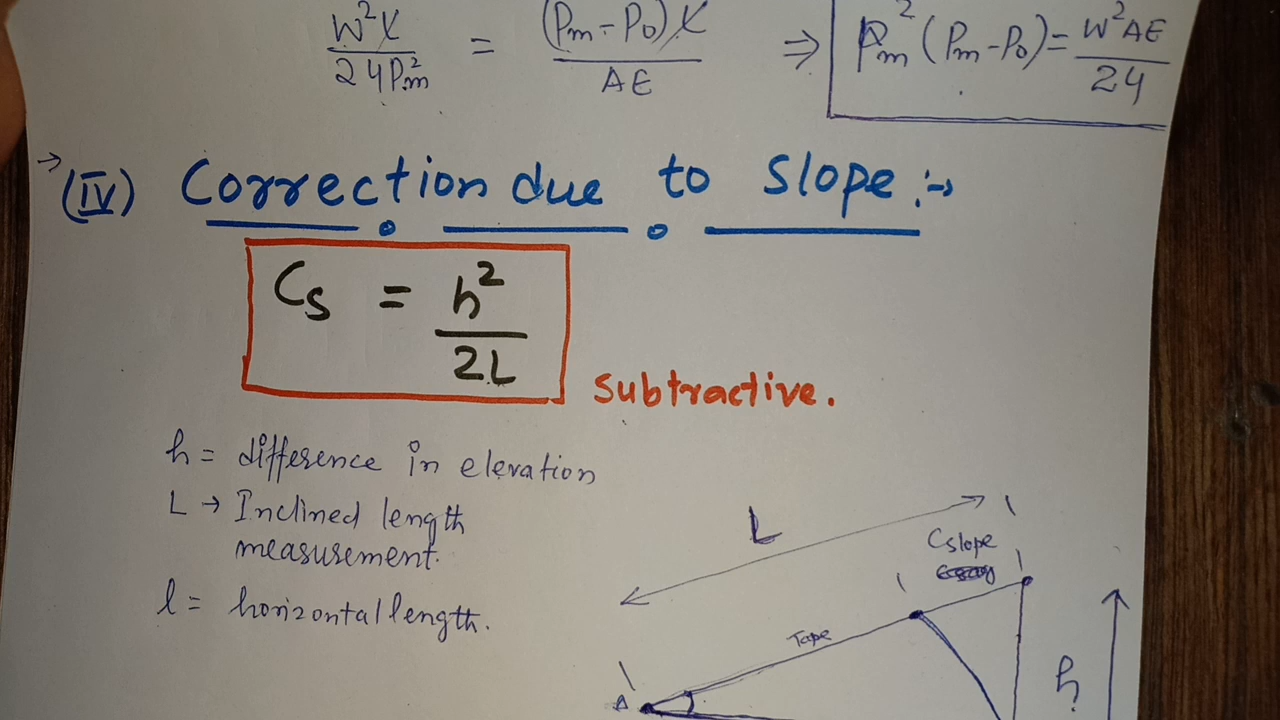 W²l / 24Pm² = (Pm - P0)l / AE ⇒ Pm²(Pm-P0) = W²AE / 24
→ (IV) Correction due to Slope :→
Cs = h² / 2L
Subtractive.
h = difference in elevation
L → Inclined length
measurement.
l = horizontal length.
L
Cslope
Tape
A
h